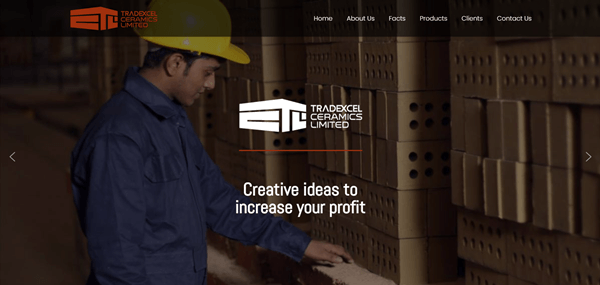 TRADEXCEL
CERAMICS
LIMITED
Home
About Us
Facts
Products
Clients
Contact Us
TRADEXCEL
CERAMICS
LIMITED
Creative ideas to
increase your profit